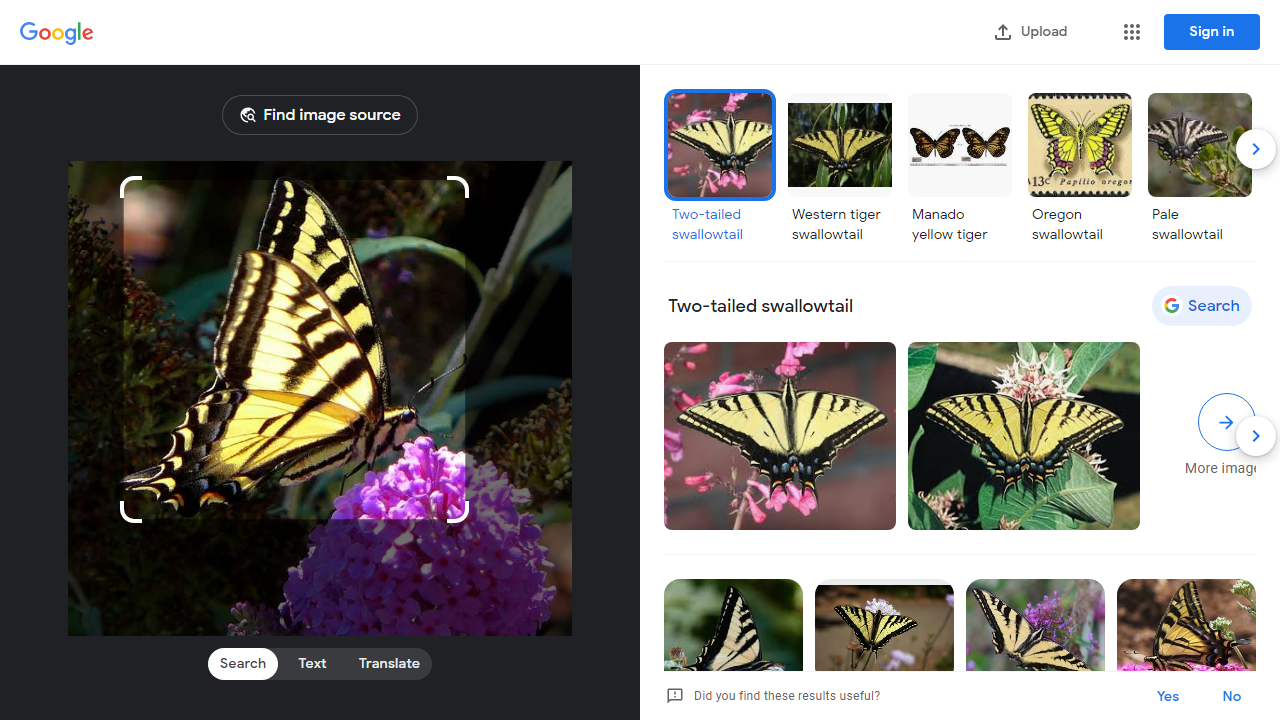 Google
Upload
Sign in
Find image source
Two-tailed
swallowtail
Western tiger
swallowtail
Manado
yellow tiger
13c Papilio oregon
Oregon
swallowtail
Pale
swallowtail
Two-tailed swallowtail
Search
More image
Search
Text
Translate
Did you find these results useful?
Yes
No